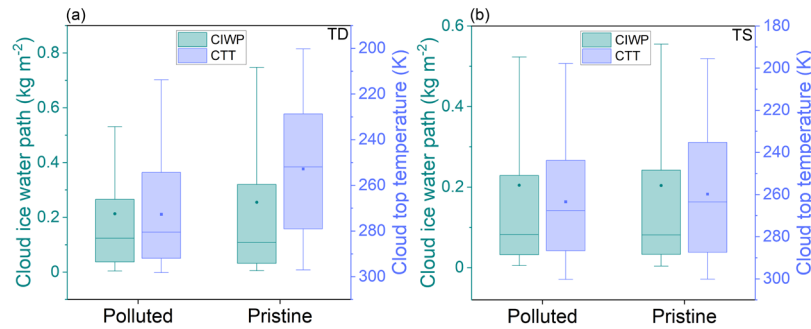 (a)
TD
CIWP
CTT
Cloud ice water path (kg m-2)
0.8
0.6
0.4
0.2
0
200
220
240
260
280
300
Cloud top temperature (K)
Polluted
Pristine
(b)
TS
CIWP
CTT
Cloud ice water path (kg m-2)
0.6
0.4
0.2
0
180
200
220
240
260
280
300
Cloud top temperature (K)
Polluted
Pristine